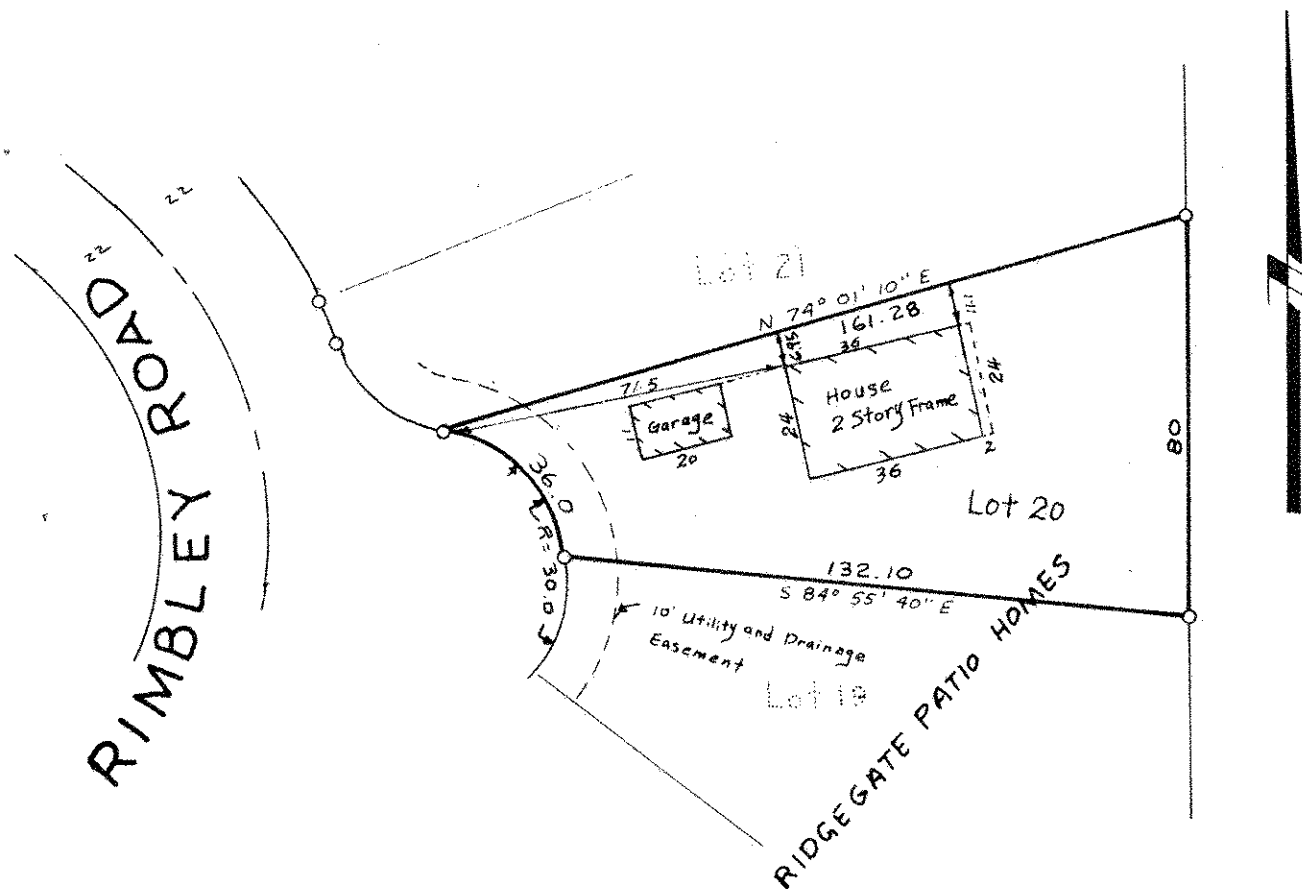 22
22
RIMBLEY ROAD
Lot 21
N 74° 01' 10" E
161.28
11.1
36
71.5
House
2 Story Frame
24
24
Garage
20
36
2
80
36.0
R= 30.0
Lot 20
132.10
S 84° 55' 40" E
10' Utility and Drainage
Easement
Lot 19
RIDGEGATE PATIO HOMES